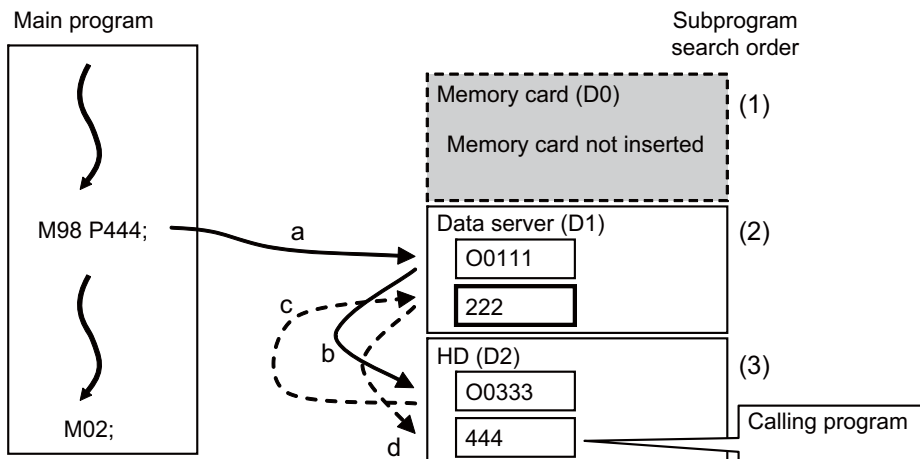 Main program
Subprogram
search order
Memory card (D0)
(1)
Memory card not inserted
M98 P444;
a
Data server (D1)
(2)
O0111
c
222
b
HD (D2)
(3)
O0333
Calling program
M02;
d
444